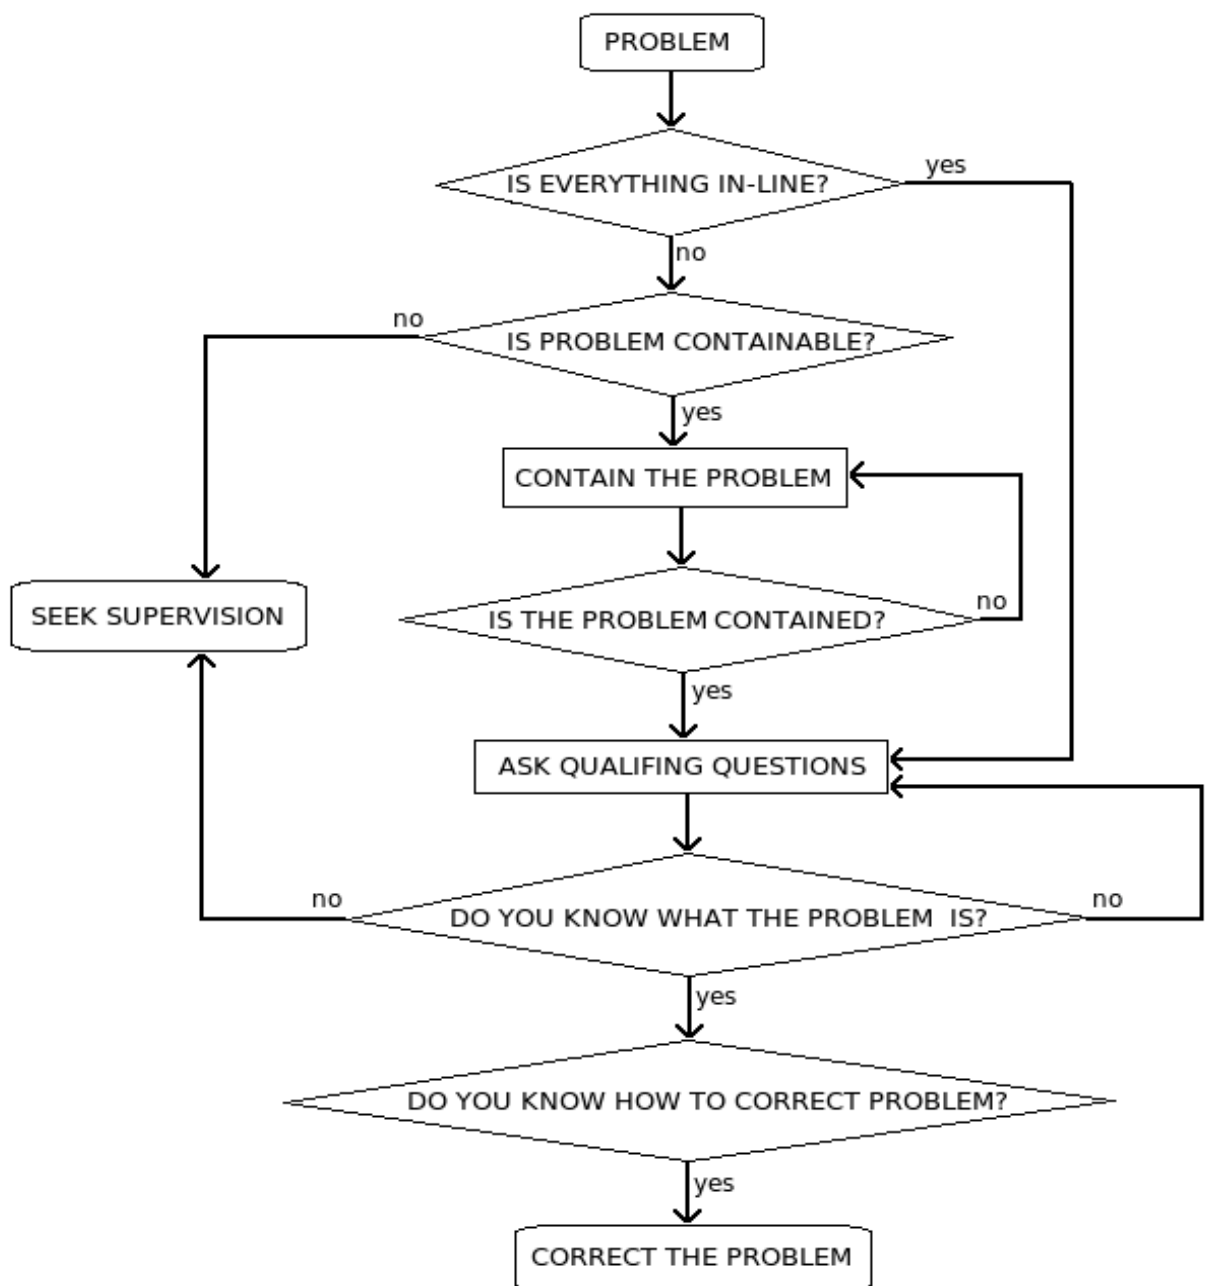 PROBLEM
IS EVERYTHING IN-LINE?
yes
no
no
IS PROBLEM CONTAINABLE?
yes
CONTAIN THE PROBLEM
SEEK SUPERVISION
IS THE PROBLEM CONTAINED?
no
yes
ASK QUALIFING QUESTIONS
no
DO YOU KNOW WHAT THE PROBLEM IS?
no
yes
DO YOU KNOW HOW TO CORRECT PROBLEM?
yes
CORRECT THE PROBLEM